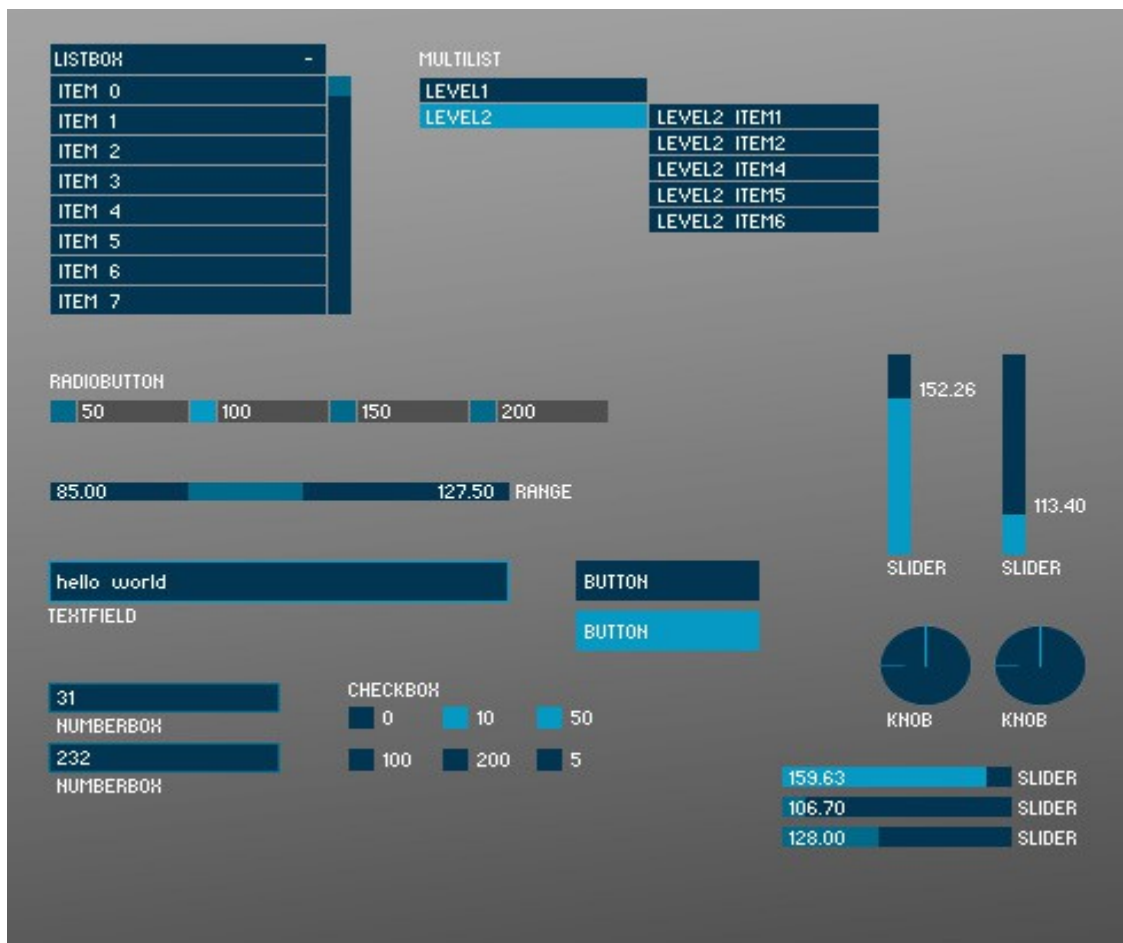 LISTBOX -
ITEM 0
ITEM 1
ITEM 2
ITEM 3
ITEM 4
ITEM 5
ITEM 6
ITEM 7
MULTILIST
LEVEL1
LEVEL2
LEVEL2 ITEM1
LEVEL2 ITEM2
LEVEL2 ITEM4
LEVEL2 ITEM5
LEVEL2 ITEM6
RADIOBUTTON
50 100 150 200
85.00 127.50 RANGE
hello world
TEXTFIELD
BUTTON
BUTTON
152.26
SLIDER
113.40
SLIDER
KNOB KNOB
31
NUMBERBOX
232
NUMBERBOX
CHECKBOX
0 10 50
100 200 5
159.63 SLIDER
106.70 SLIDER
128.00 SLIDER